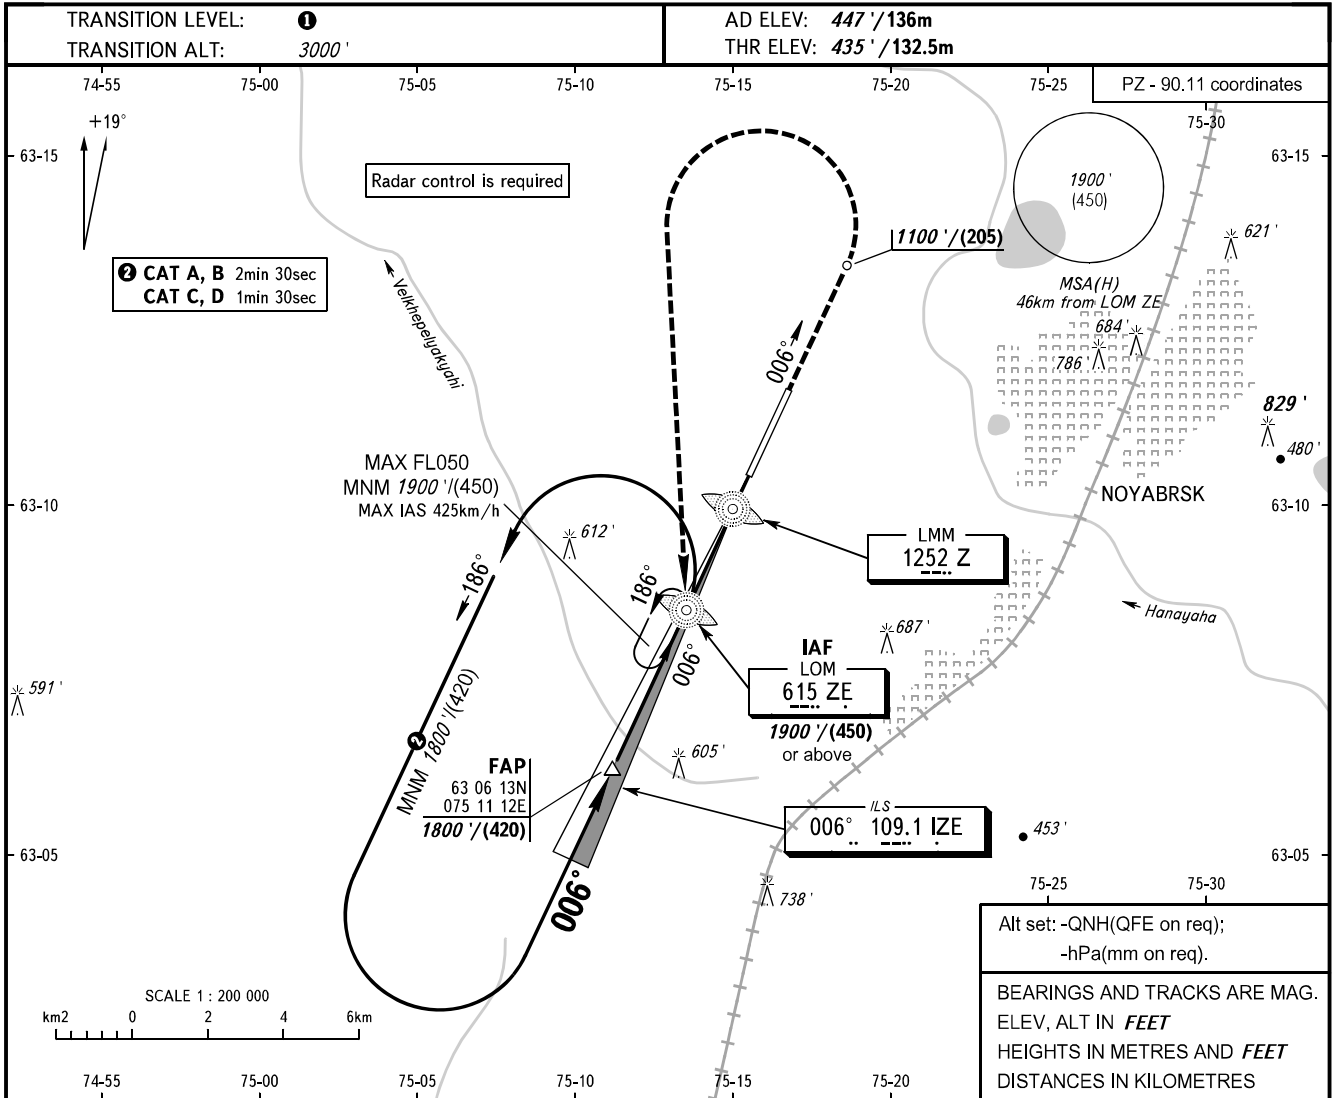 TRANSITION LEVEL: ❶
TRANSITION ALT: 3000 '
AD ELEV: 447 '/136m
THR ELEV: 435 '/132.5m
74-55 75-00 75-05 75-10 75-15 75-20 75-25
PZ - 90.11 coordinates
75-30
+19°
63-15
63-15
Radar control is required
1900 '
(450)
1100 '/(205)
621 '
❷ CAT A, B 2min 30sec
CAT C, D 1min 30sec
Velkhepelyakyahi
MSA(H)
46km from LOM ZE
684 '
786 '
006°
829 '
480 '
MAX FL050
MNM 1900 '/(450)
MAX IAS 425km/h
NOYABRSK
63-10
63-10
612 '
LMM
1252 Z
186°
186°
Hanayaha
687 '
006°
IAF
LOM
615 ZE
1900 '/(450)
or above
591 '
❷
MNM 1800 '/(420)
605 '
FAP
63 06 13N
075 11 12E
1800 '/(420)
ILS
006° 109.1 IZE
453 '
63-05
63-05
006°
738 '
75-25 75-30
Alt set: -QNH(QFE on req);
-hPa(mm on req).
SCALE 1 : 200 000
km2 0 2 4 6km
BEARINGS AND TRACKS ARE MAG.
ELEV, ALT IN FEET
HEIGHTS IN METRES AND FEET
DISTANCES IN KILOMETRES
74-55 75-00 75-05 75-10 75-15 75-20